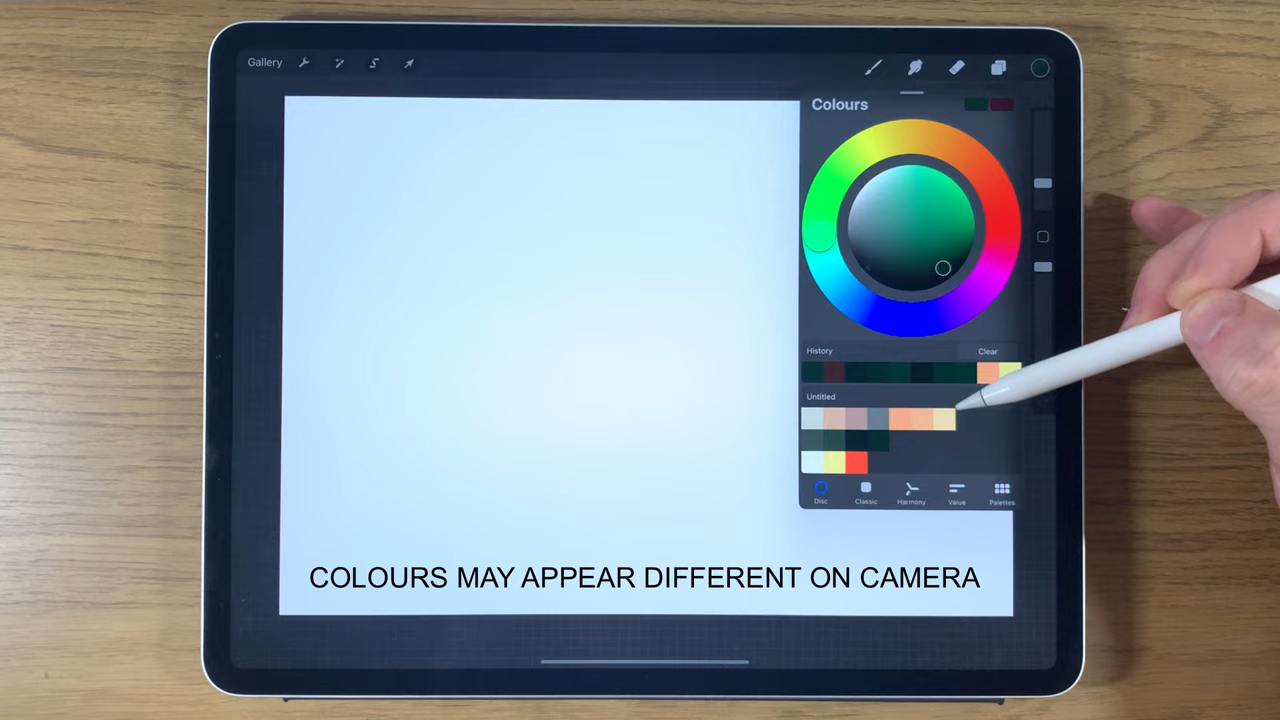 Gallery
Colours
History Clear
Untitled
Disc Classic Harmony Value Palettes
COLOURS MAY APPEAR DIFFERENT ON CAMERA